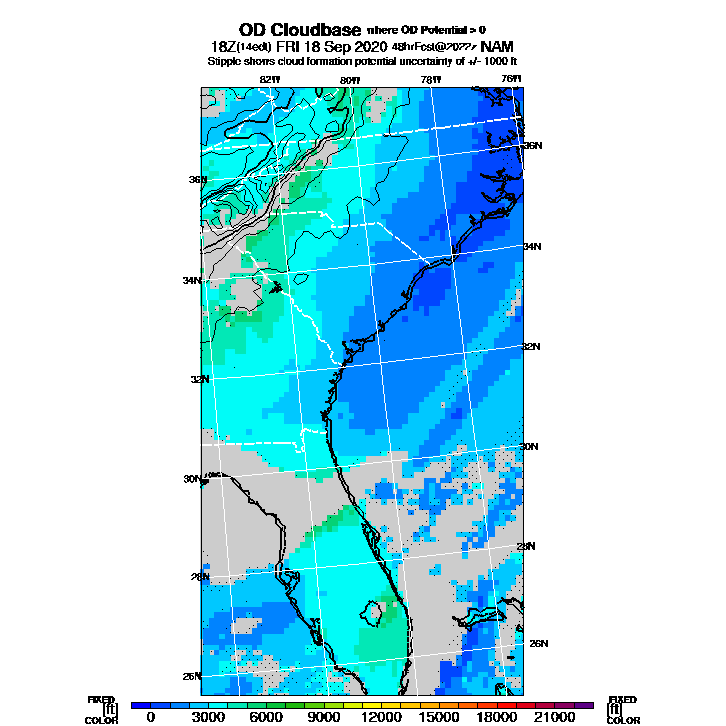 OD Cloudbase where OD Potential > 0
18Z(14edt) FRI 18 Sep 2020 48hrFcst@2022z NAM
Stipple shows cloud formation potential uncertainty of +/- 1000 ft
82W 80W 78W 76W
36N
36N
34N
34N
32N
32N
30N
30N
28N
28N
26N
26N
FIXED [ft] COLOR
0 3000 6000 9000 12000 15000 18000 21000
FIXED [ft] COLOR